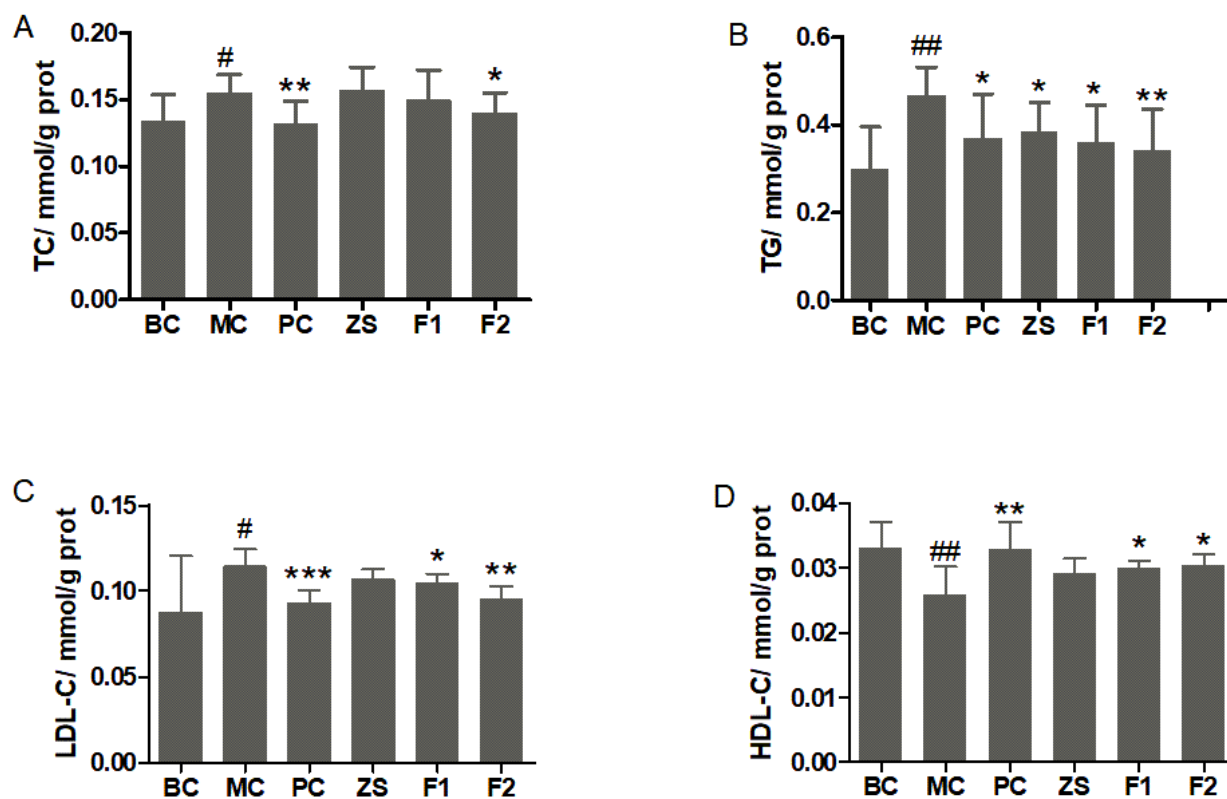 A
TC/ mmol/g prot
0.20
0.15
0.10
0.05
0.00
#
**
*
BC MC PC ZS F1 F2
B
TG/ mmol/g prot
0.6
0.4
0.2
0.0
##
*
*
*
**
BC MC PC ZS F1 F2
C
LDL-C/ mmol/g prot
0.15
0.10
0.05
0.00
#
***
*
**
BC MC PC ZS F1 F2
D
HDL-C/ mmol/g prot
0.04
0.03
0.02
0.01
0.00
##
**
*
*
BC MC PC ZS F1 F2